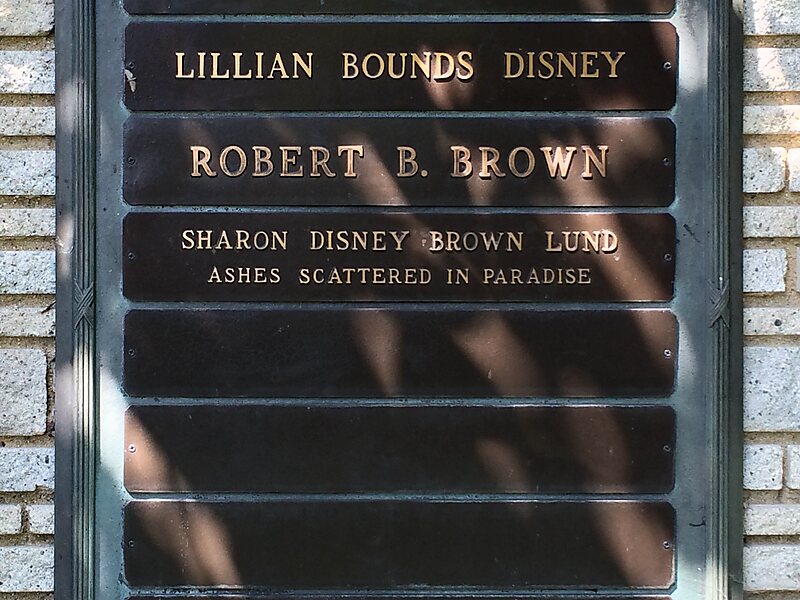 LILLIAN BOUNDS DISNEY
ROBERT B. BROWN
SHARON DISNEY BROWN LUND
ASHES SCATTERED IN PARADISE